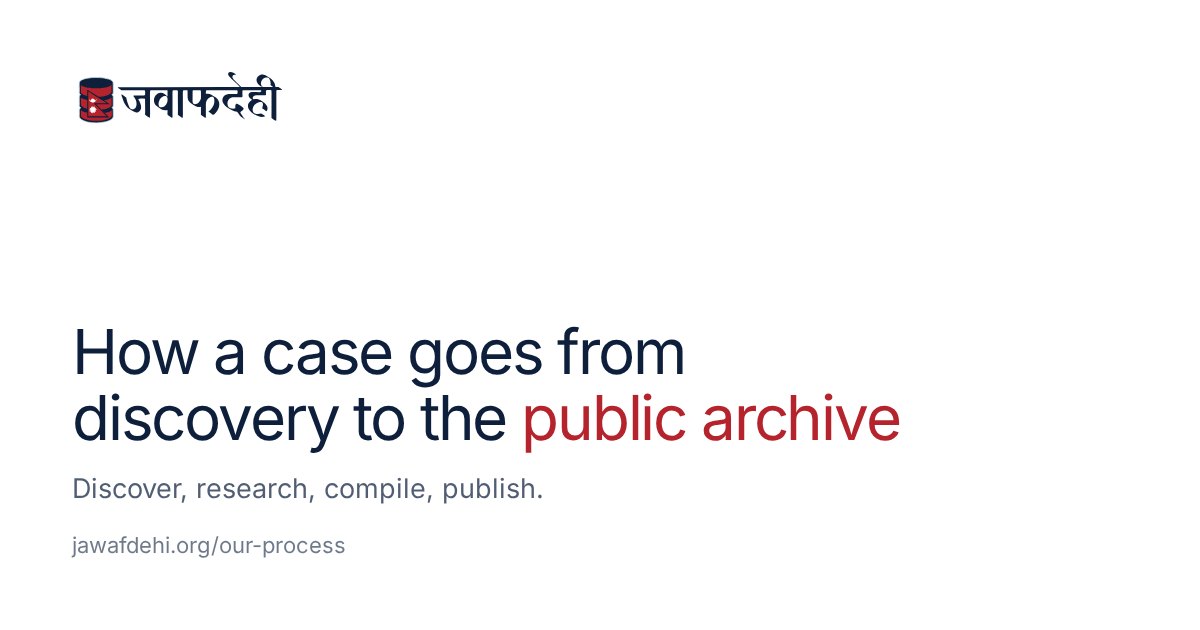 जवाफदेही
How a case goes from
discovery to the public archive
Discover, research, compile, publish.
jawafdehi.org/our-process